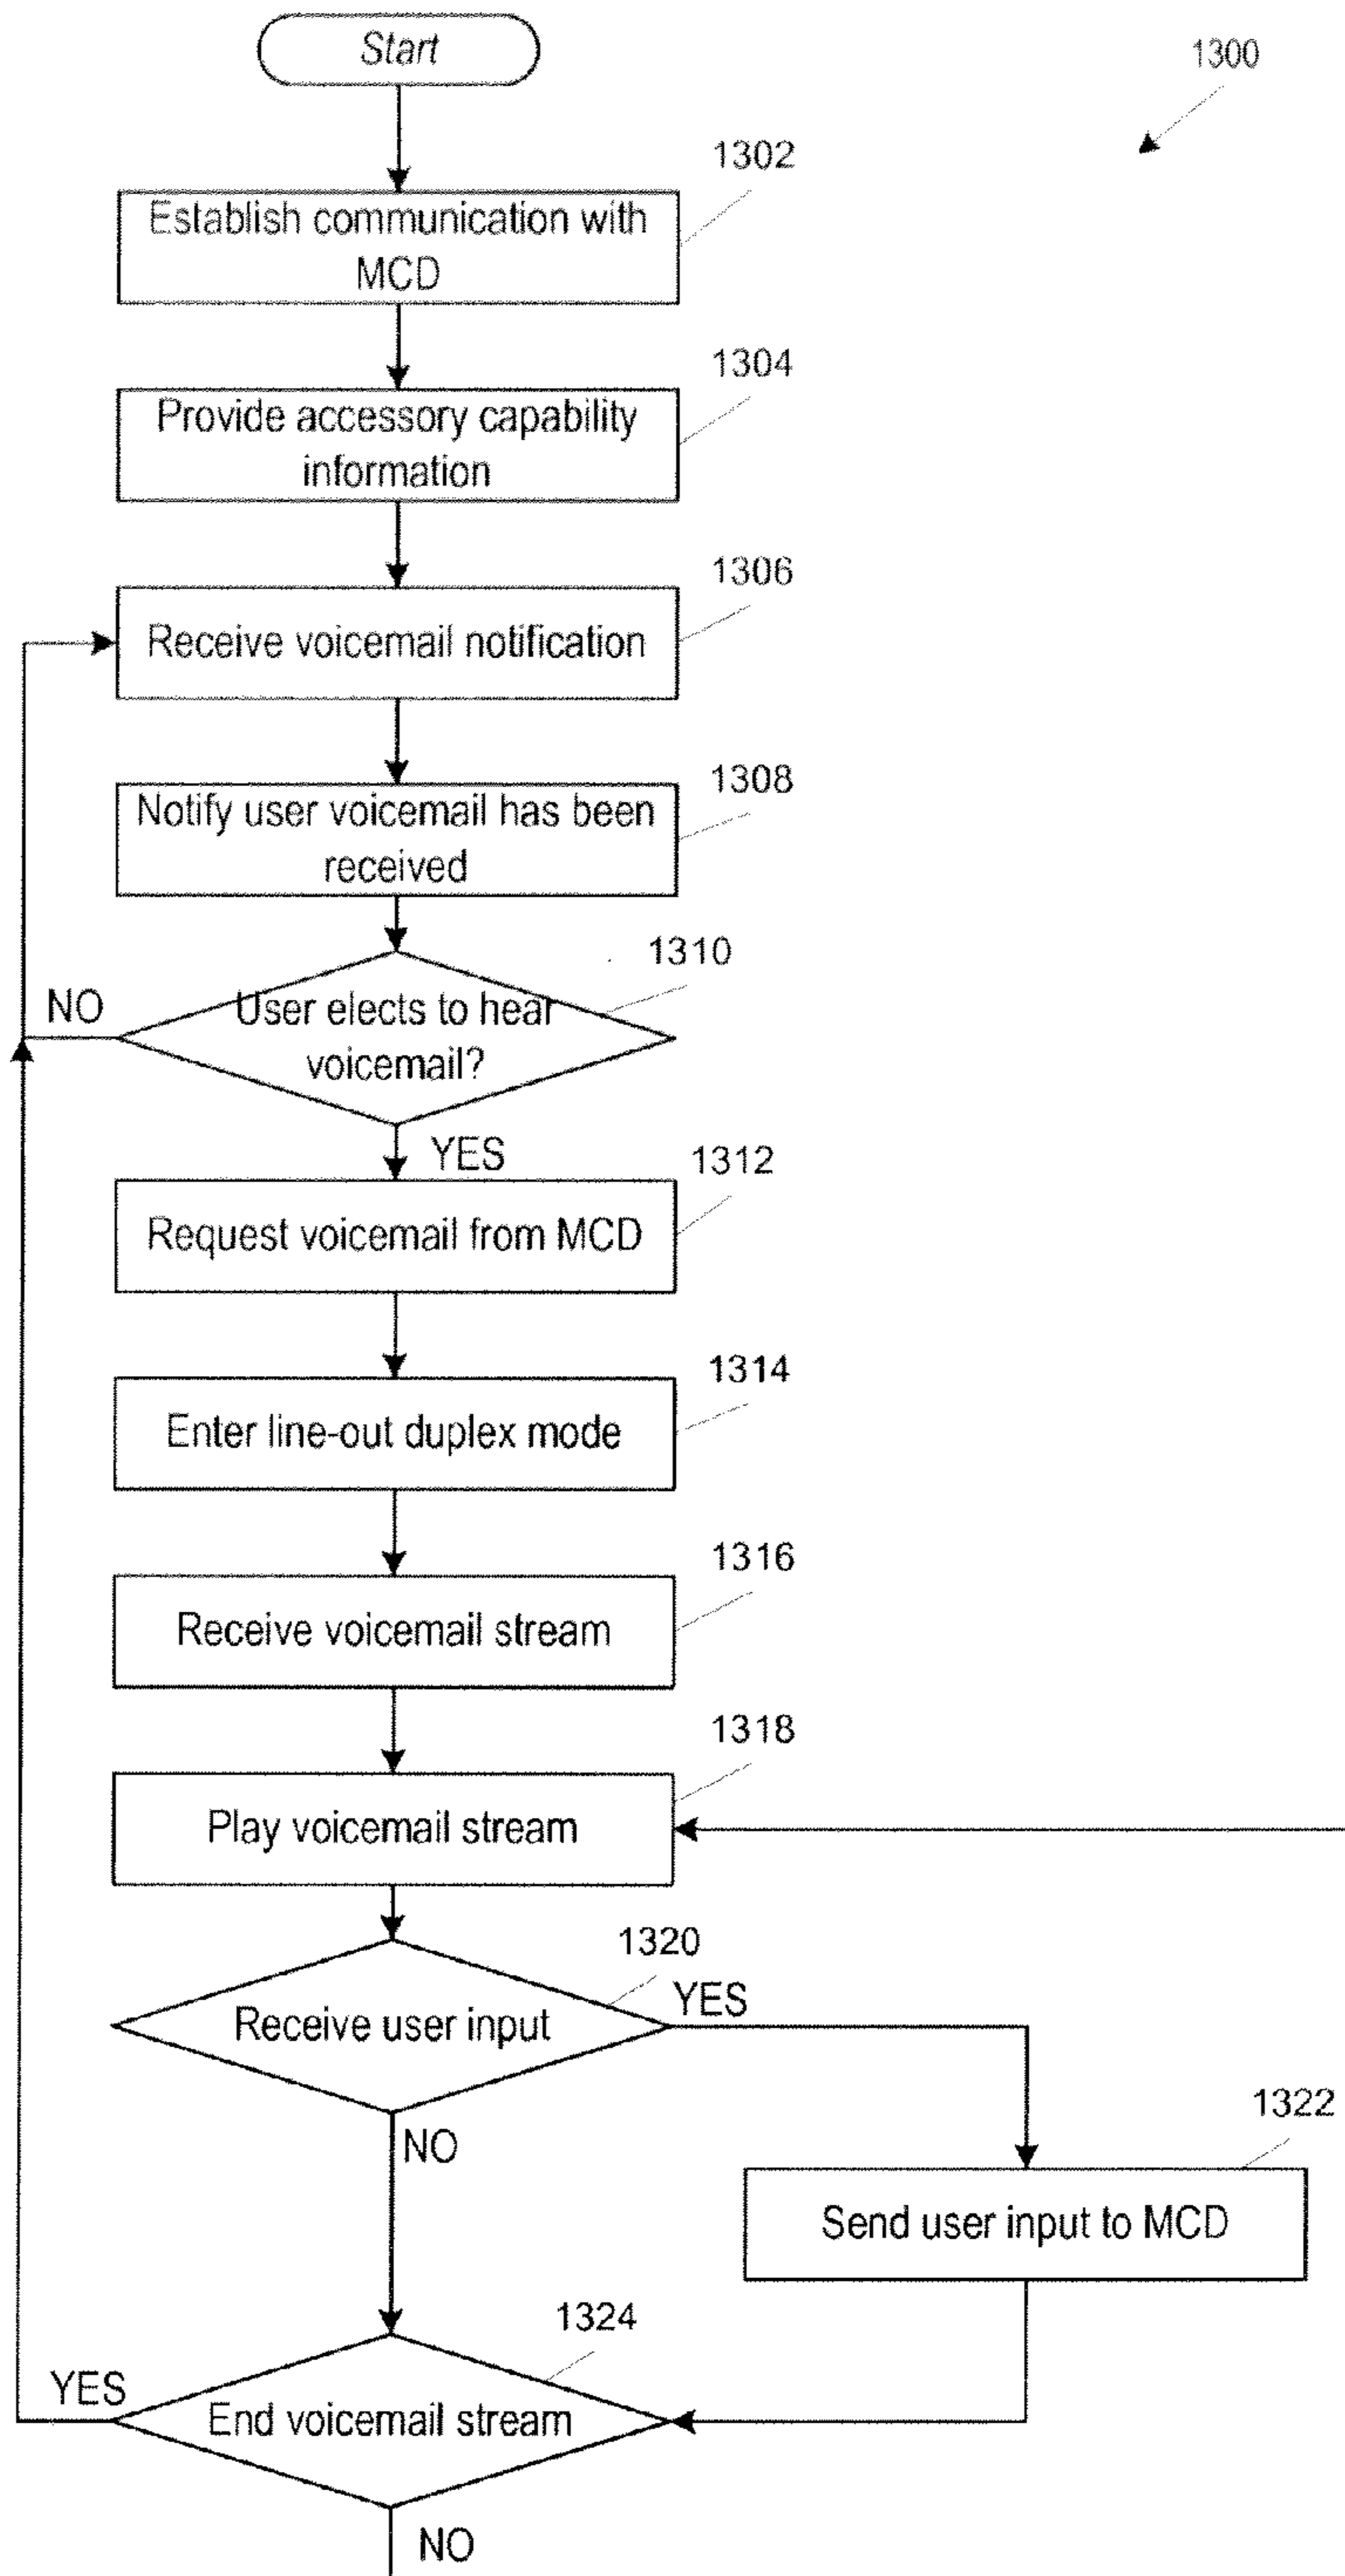 Start
1300
1302
Establish communication with
MCD
1304
Provide accessory capability
information
1306
Receive voicemail notification
1308
Notify user voicemail has been
received
1310
NO
User elects to hear
voicemail?
YES
1312
Request voicemail from MCD
1314
Enter line-out duplex mode
1316
Receive voicemail stream
1318
Play voicemail stream
1320
YES
Receive user input
NO
1322
Send user input to MCD
1324
YES
End voicemail stream
NO